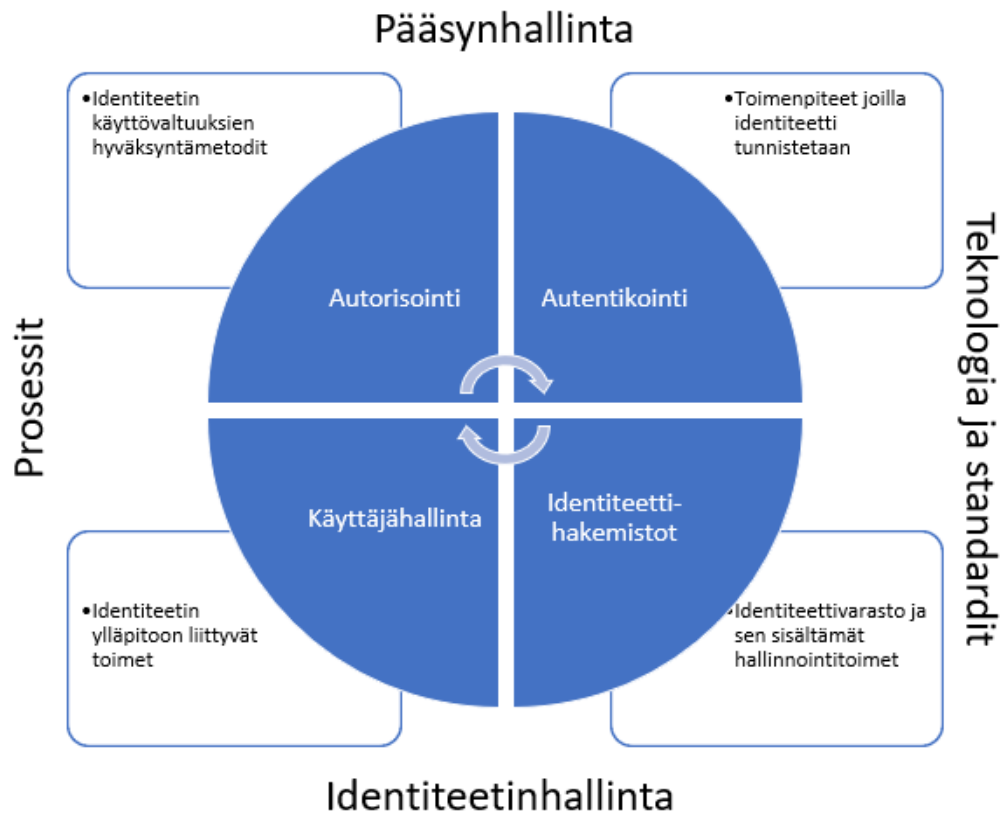 Pääsynhallinta
•Identiteetin
käyttövaltuuksien
hyväksyntämetodit
•Toimenpiteet joilla
identiteetti
tunnistetaan
Autorisointi
Autentikointi
Prosessit
Teknologia ja standardit
Käyttäjähallinta
Identiteetti-
hakemistot
•Identiteetin
ylläpitoon liittyvät
toimet
•Identiteettivarasto ja
sen sisältämät
hallinnointitoimet
Identiteetinhallinta